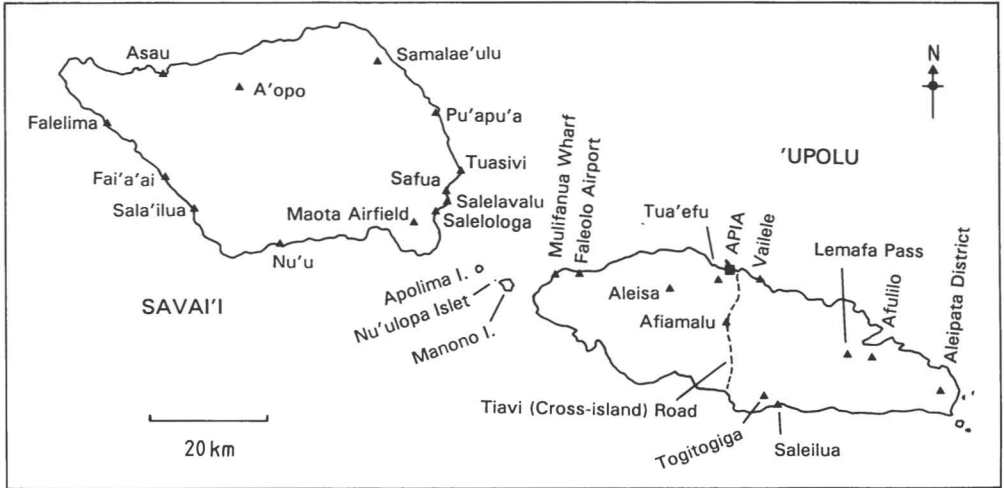 Asau
Samalae'ulu
A'opo
N
Falelima
Pu'apu'a
'UPOLU
Tuasivi
Fai'a'ai
Safua
Salelavalu
Sala'ilua
Maota Airfield
Salelologa
Nu'u
Mulifanua Wharf
Faleolo Airport
Tua'efu
APIA
Vailele
Lemafa Pass
Afulilo
Aleipata District
Apolima I.
Nu'ulopa Islet
Manono I.
Aleisa
Afiamalu
SAVAI'I
Tiavi (Cross-island) Road
Togitogiga
Saleilua
20 km